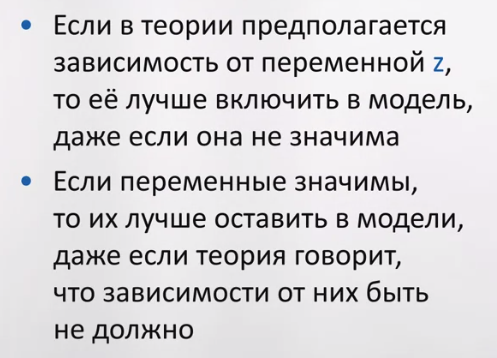 • Если в теории предполагается
зависимость от переменной z,
то её лучше включить в модель,
даже если она не значима
• Если переменные значимы,
то их лучше оставить в модели,
даже если теория говорит,
что зависимости от них быть
не должно